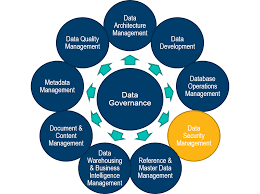 Data
Architecture
Management
Data
Development
Database
Operations
Management
Data
Security
Management
Reference &
Master Data
Management
Data
Warehousing
& Business
Intelligence
Management
Document &
Content
Management
Metadata
Management
Data Quality
Management
Data
Governance